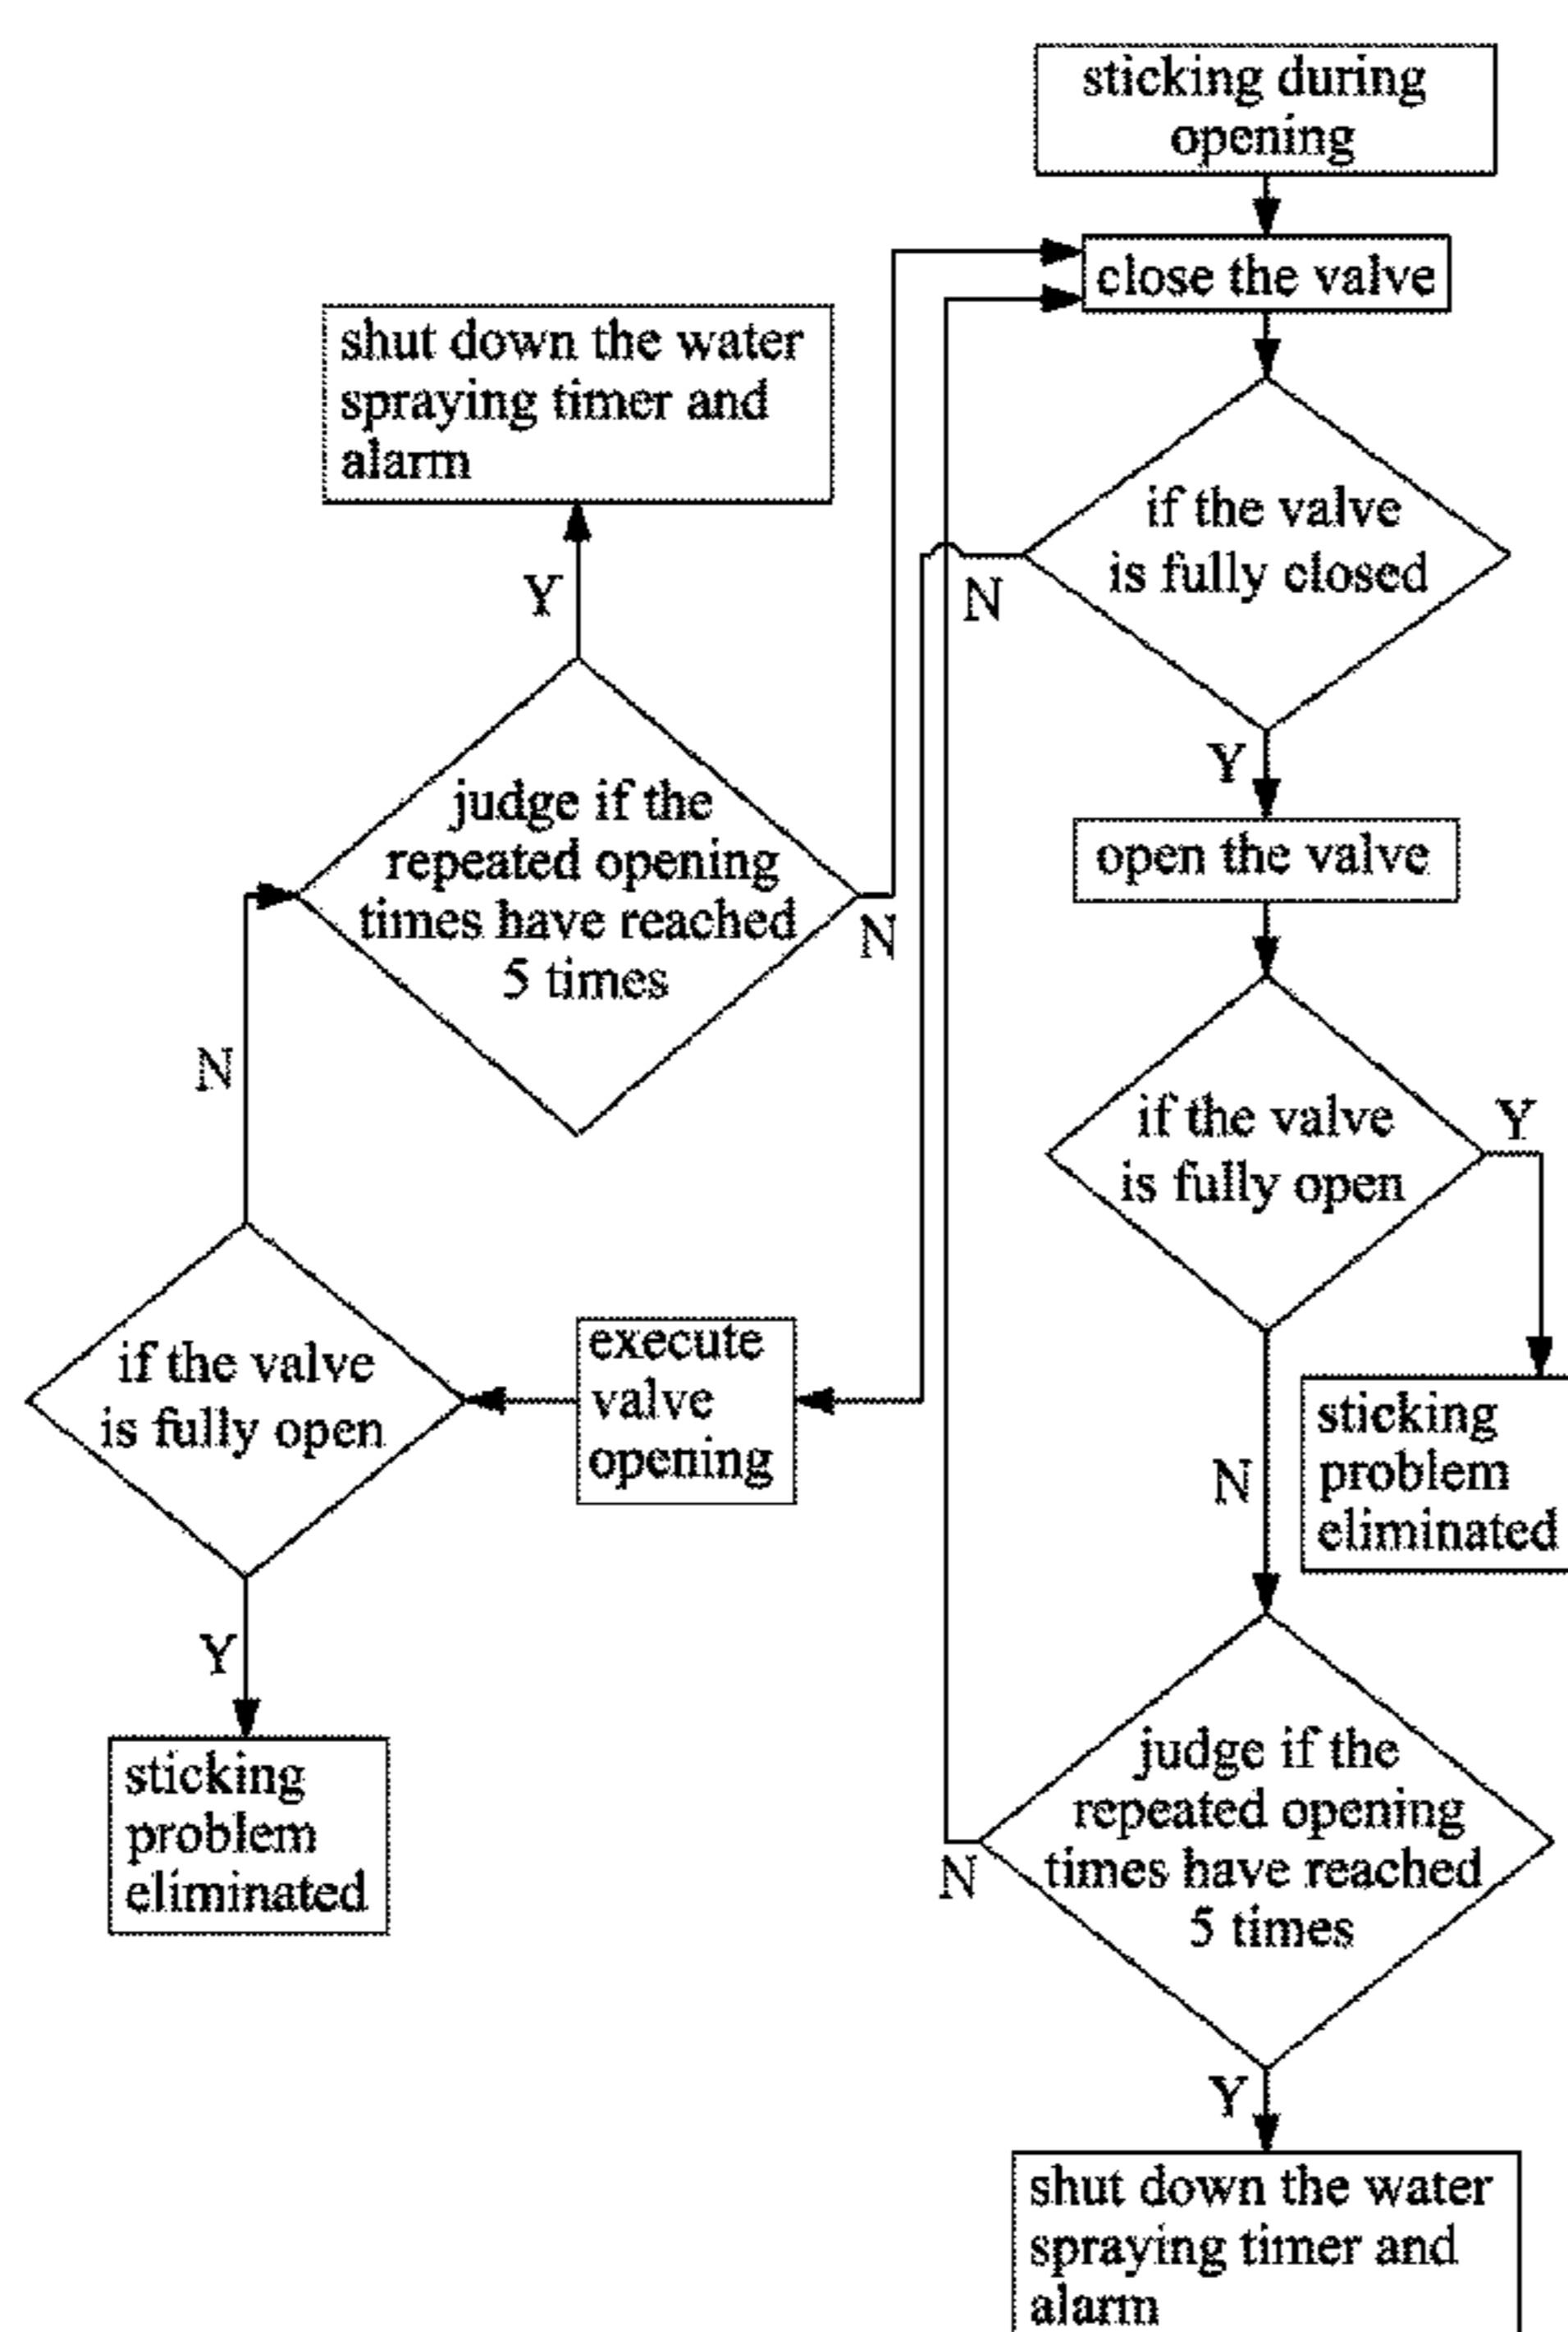 sticking during
opening
close the valve
shut down the water
spraying timer and
alarm
if the valve
is fully closed
N
Y
Y
judge if the
repeated opening
times have reached
5 times
N
open the valve
N
if the valve
is fully open
Y
if the valve
is fully open
execute
valve
opening
sticking
problem
eliminated
N
Y
sticking
problem
eliminated
judge if the
repeated opening
times have reached
5 times
N
Y
shut down the water
spraying timer and
alarm